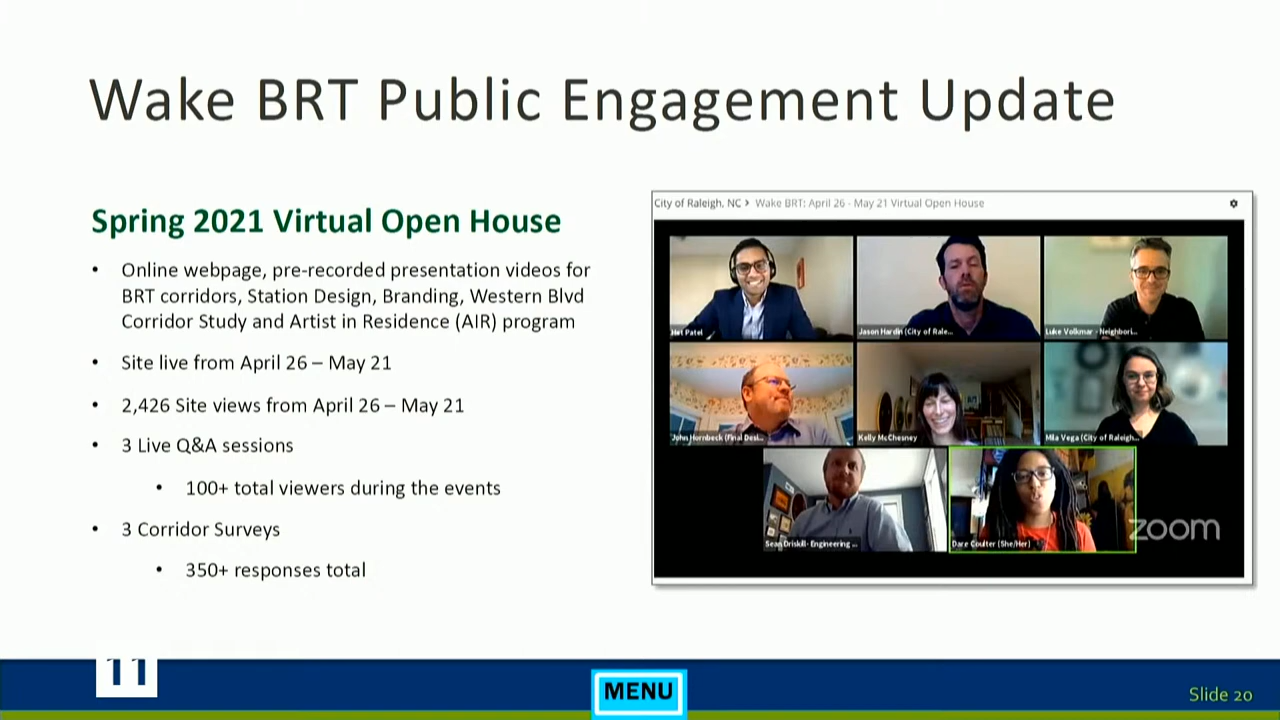 Wake BRT Public Engagement Update
Spring 2021 Virtual Open House
• Online webpage, pre-recorded presentation videos for
BRT corridors, Station Design, Branding, Western Blvd
Corridor Study and Artist in Residence (AIR) program
• Site live from April 26 – May 21
• 2,426 Site views from April 26 – May 21
• 3 Live Q&A sessions
• 100+ total viewers during the events
• 3 Corridor Surveys
• 350+ responses total
City of Raleigh, NC > Wake BRT: April 26 - May 21 Virtual Open House
Het Patel
Jason Hardin (City of Rale...
Luke Volkmar - Neighbori...
John Hornbeck (Final Desi...
Kelly McChesney
Mila Vega (City of Raleigh...
Sean Driskill- Engineering ...
Dare Coulter (She/Her)
zoom
11
MENU
Slide 20